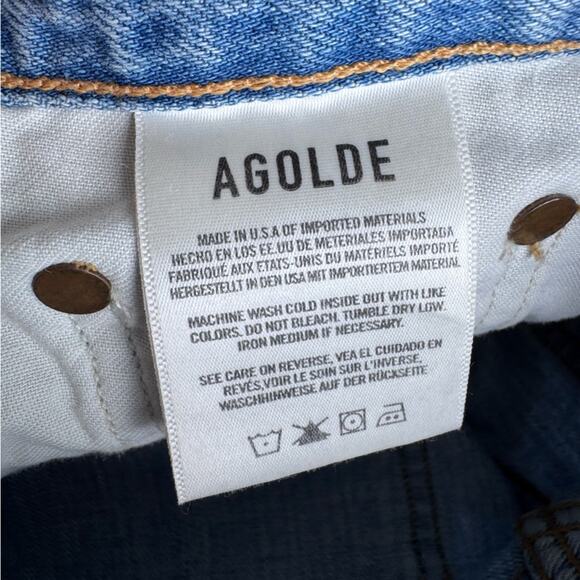 AGOLDE
MADE IN U.S.A OF IMPORTED MATERIALS
HECHO EN LOS EE.UU DE METERIALES IMPORTADA
FABRIQUÉ AUX ETATS-UNIS DU MATÉRIELS IMPORTÉ
HERGESTELLT IN DEN USA MIT IMPORTIERTEM MATERIAL
MACHINE WASH COLD INSIDE OUT WITH LIKE
COLORS. DO NOT BLEACH. TUMBLE DRY LOW.
IRON MEDIUM IF NECESSARY.
SEE CARE ON REVERSE, VEA EL CUIDADO EN
REVÉS,VOIR LE SOIN SUR L'INVERSE,
WASCHHINWEISE AUF DER RÜCKSEITE